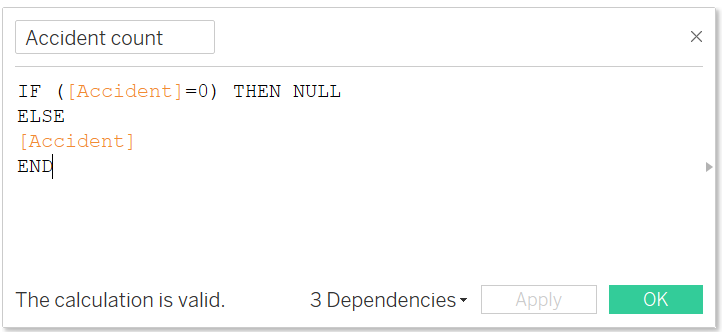 Accident count
IF ([Accident]=0) THEN NULL
ELSE
[Accident]
END
The calculation is valid.
3 Dependencies
Apply
OK